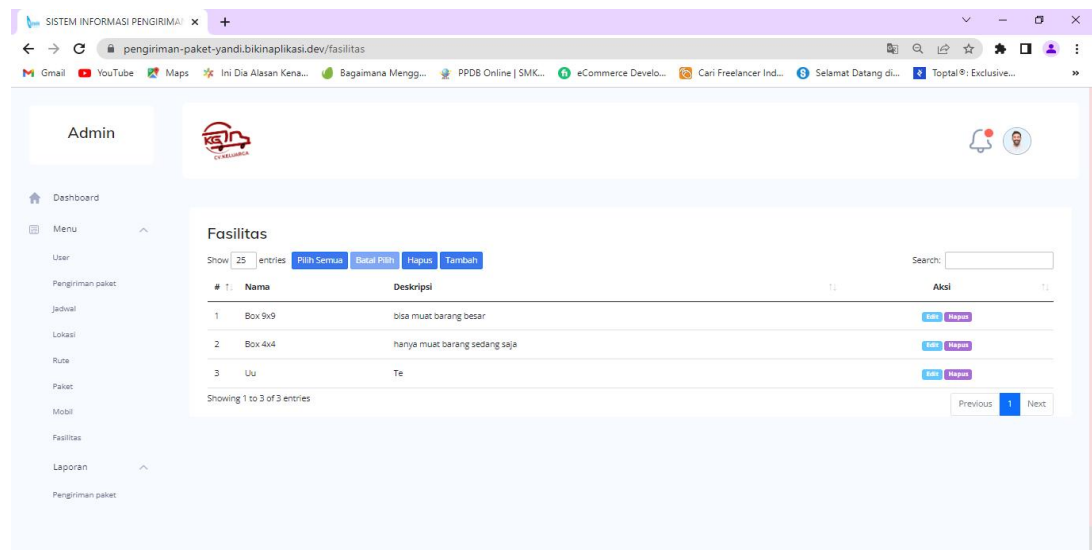 SISTEM INFORMASI PENGIRIMA
pengiriman-paket-yandi.bikinaplikasi.dev/fasilitas
Gmail YouTube Maps Ini Dia Alasan Kena... Bagaimana Mengg... PPDB Online | SMK... eCommerce Develo... Cari Freelancer Ind... Selamat Datang di... Toptal®: Exclusive...
Admin
KGJ
CV.KELUARGA
Dashboard
Menu
User
Pengiriman paket
Jadwal
Lokasi
Rute
Paket
Mobil
Fasilitas
Laporan
Pengiriman paket
Fasilitas
Show 25 entries Pilih Semua Batal Pilih Hapus Tambah Search:
# Nama Deskripsi Aksi
1 Box 9x9 bisa muat barang besar Edit Hapus
2 Box 4x4 hanya muat barang sedang saja Edit Hapus
3 Uu Te Edit Hapus
Showing 1 to 3 of 3 entries
Previous 1 Next